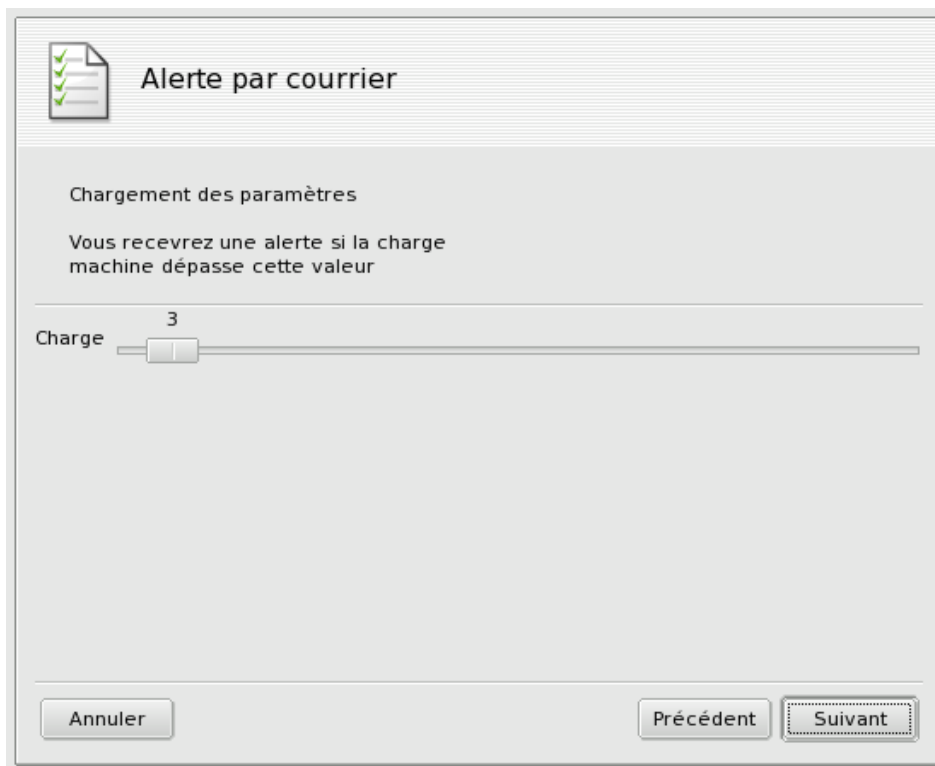 Alerte par courrier
Chargement des paramètres
Vous recevrez une alerte si la charge
machine dépasse cette valeur
3
Charge
Annuler
Précédent
Suivant